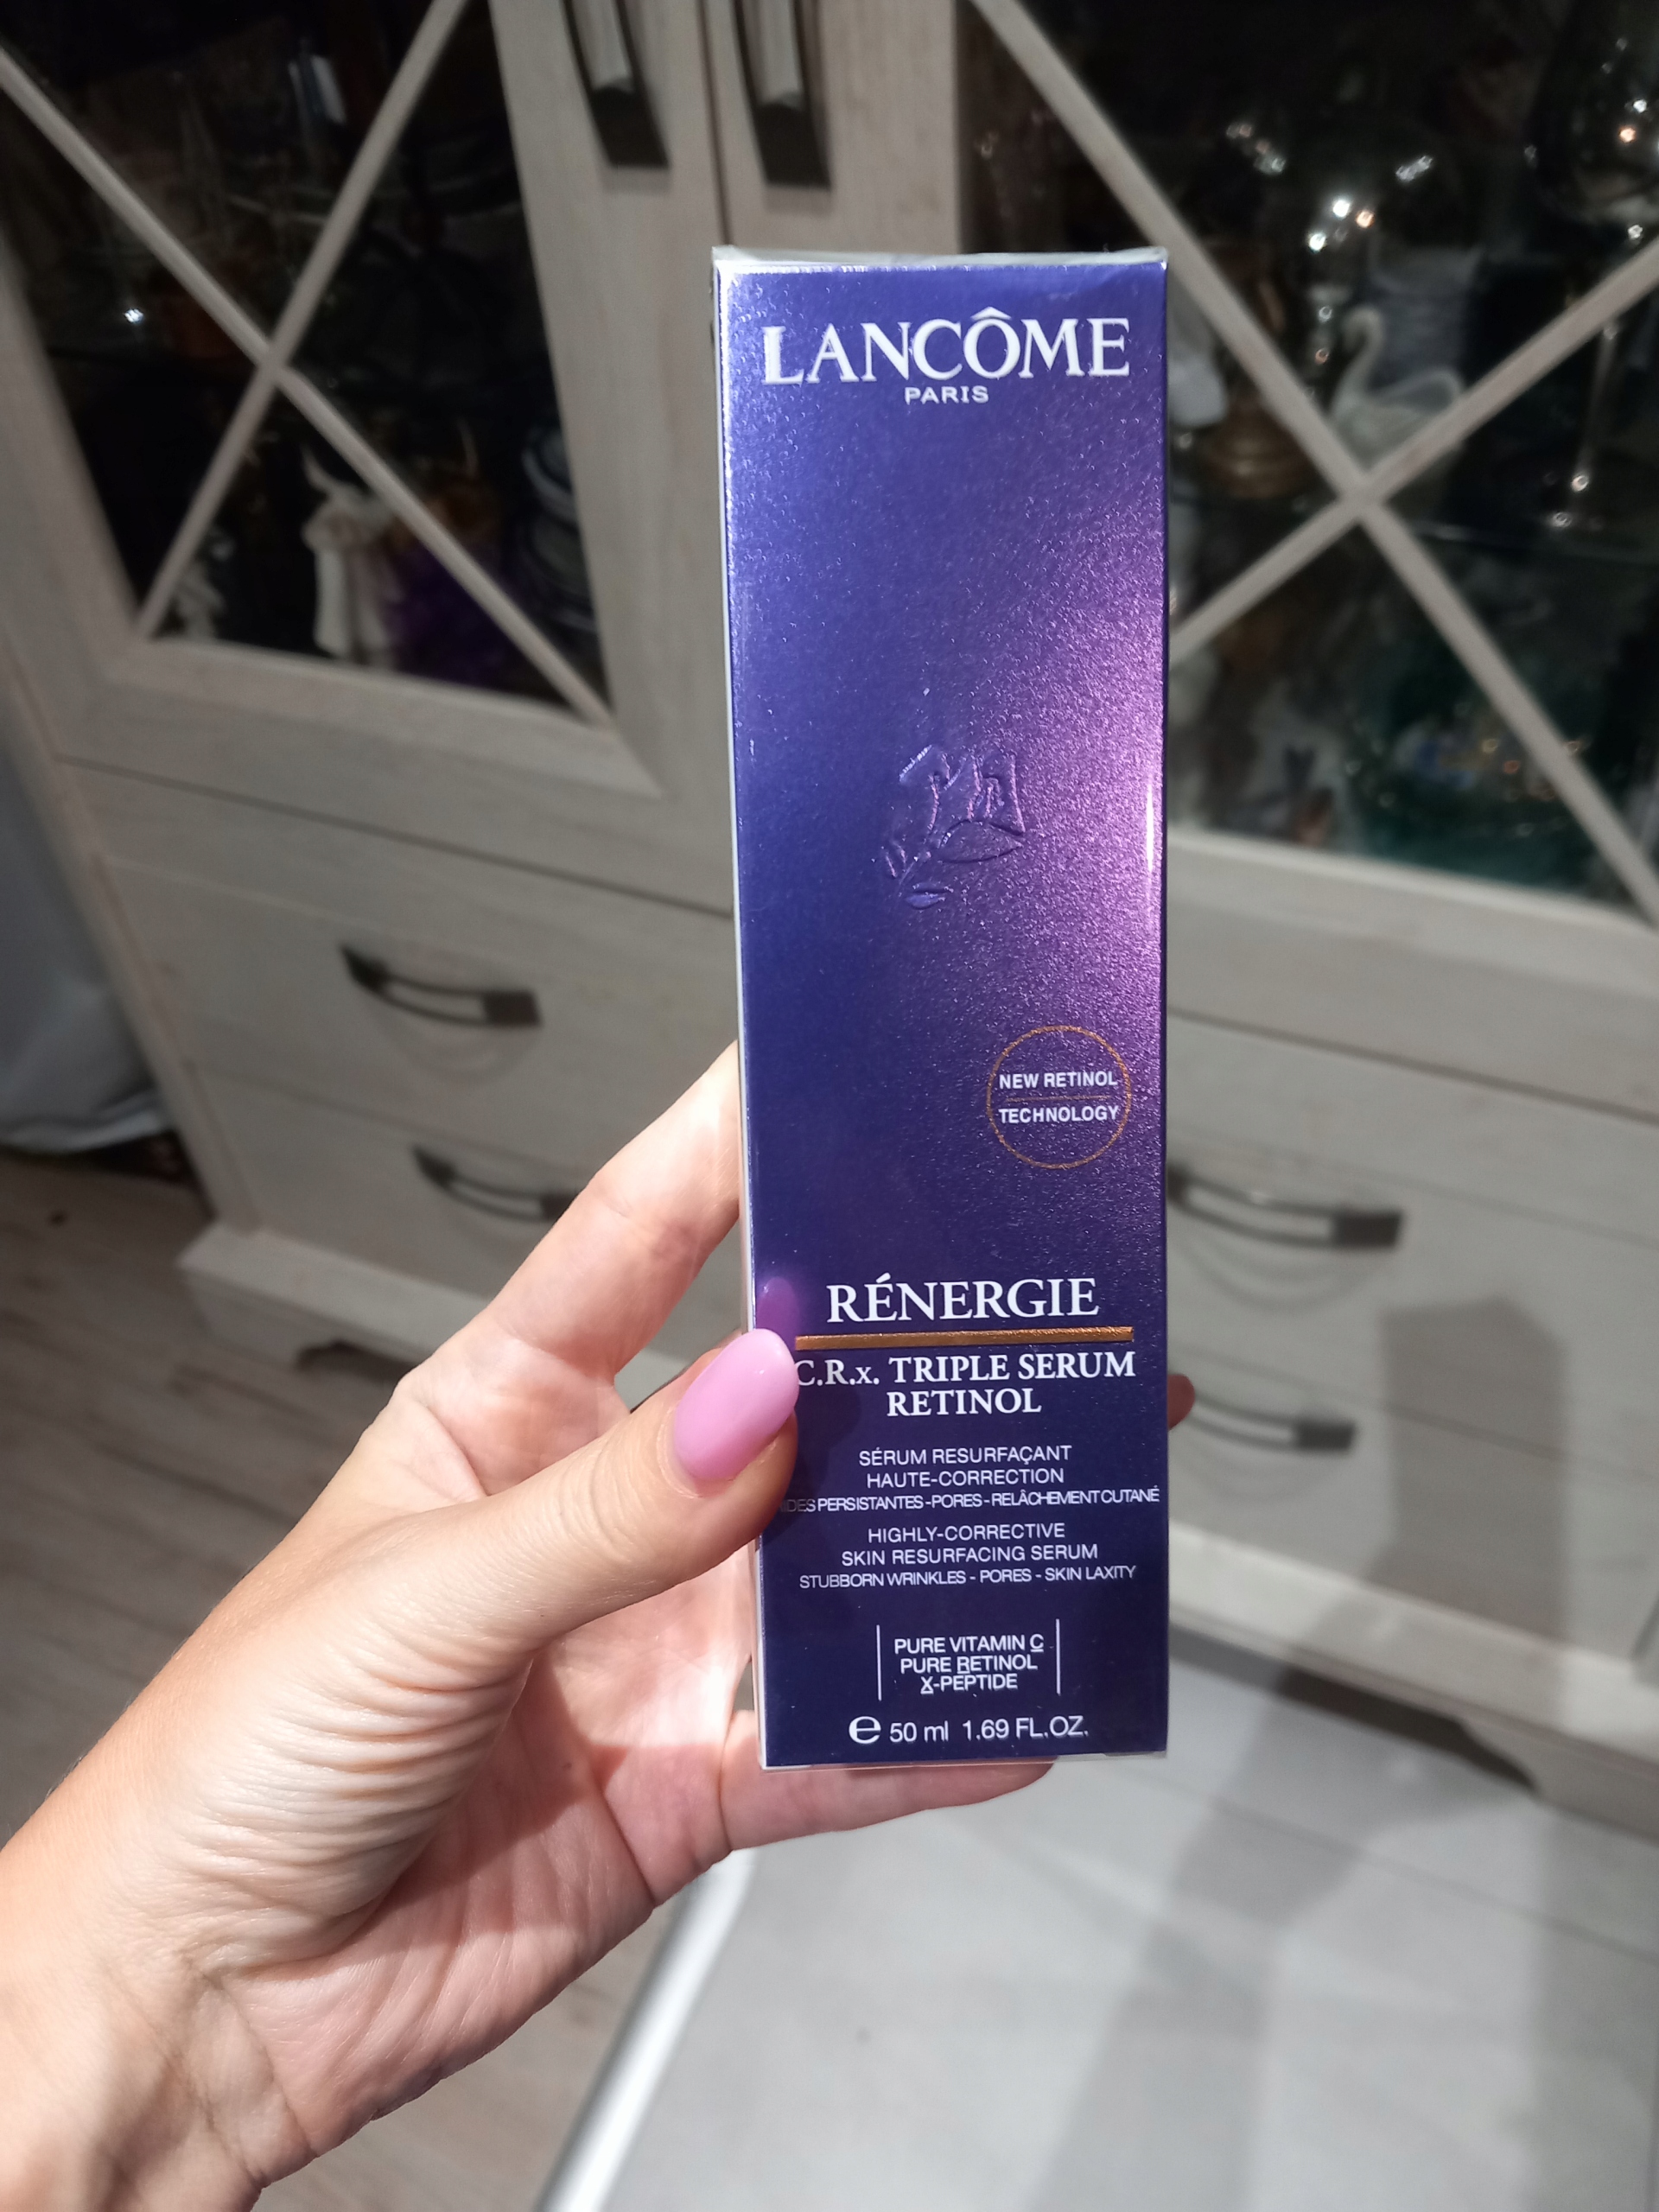 LANCÔME
PARIS
NEW RETINOL
TECHNOLOGY
RÉNERGIE
C.R.x. TRIPLE SERUM
RETINOL
SÉRUM RESURFAÇANT
HAUTE-CORRECTION
PERSISTANTES - PORES - RELÂCHEMENT CUTANÉ
HIGHLY-CORRECTIVE
SKIN RESURFACING SERUM
STUBBORN WRINKLES - PORES - SKIN LAXITY
PURE VITAMIN C
PURE RETINOL
X-PEPTIDE
e 50 ml 1.69 FL.OZ.